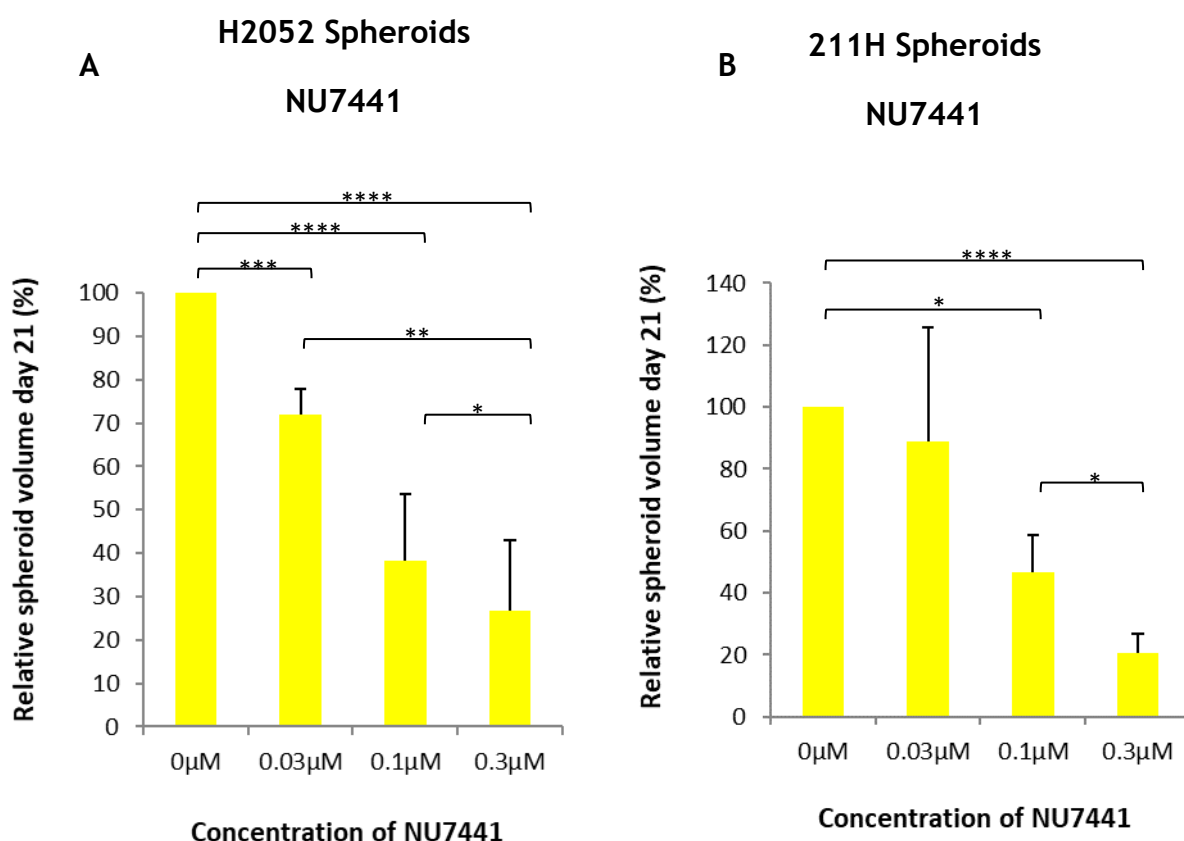 A
H2052 Spheroids
NU7441
Relative spheroid volume day 21 (%)
****
****
***
**
*
100
90
80
70
60
50
40
30
20
10
0
0µM 0.03µM 0.1µM 0.3µM
Concentration of NU7441
B
211H Spheroids
NU7441
Relative spheroid volume day 21 (%)
****
*
*
140
120
100
80
60
40
20
0
0µM 0.03µM 0.1µM 0.3µM
Concentration of NU7441